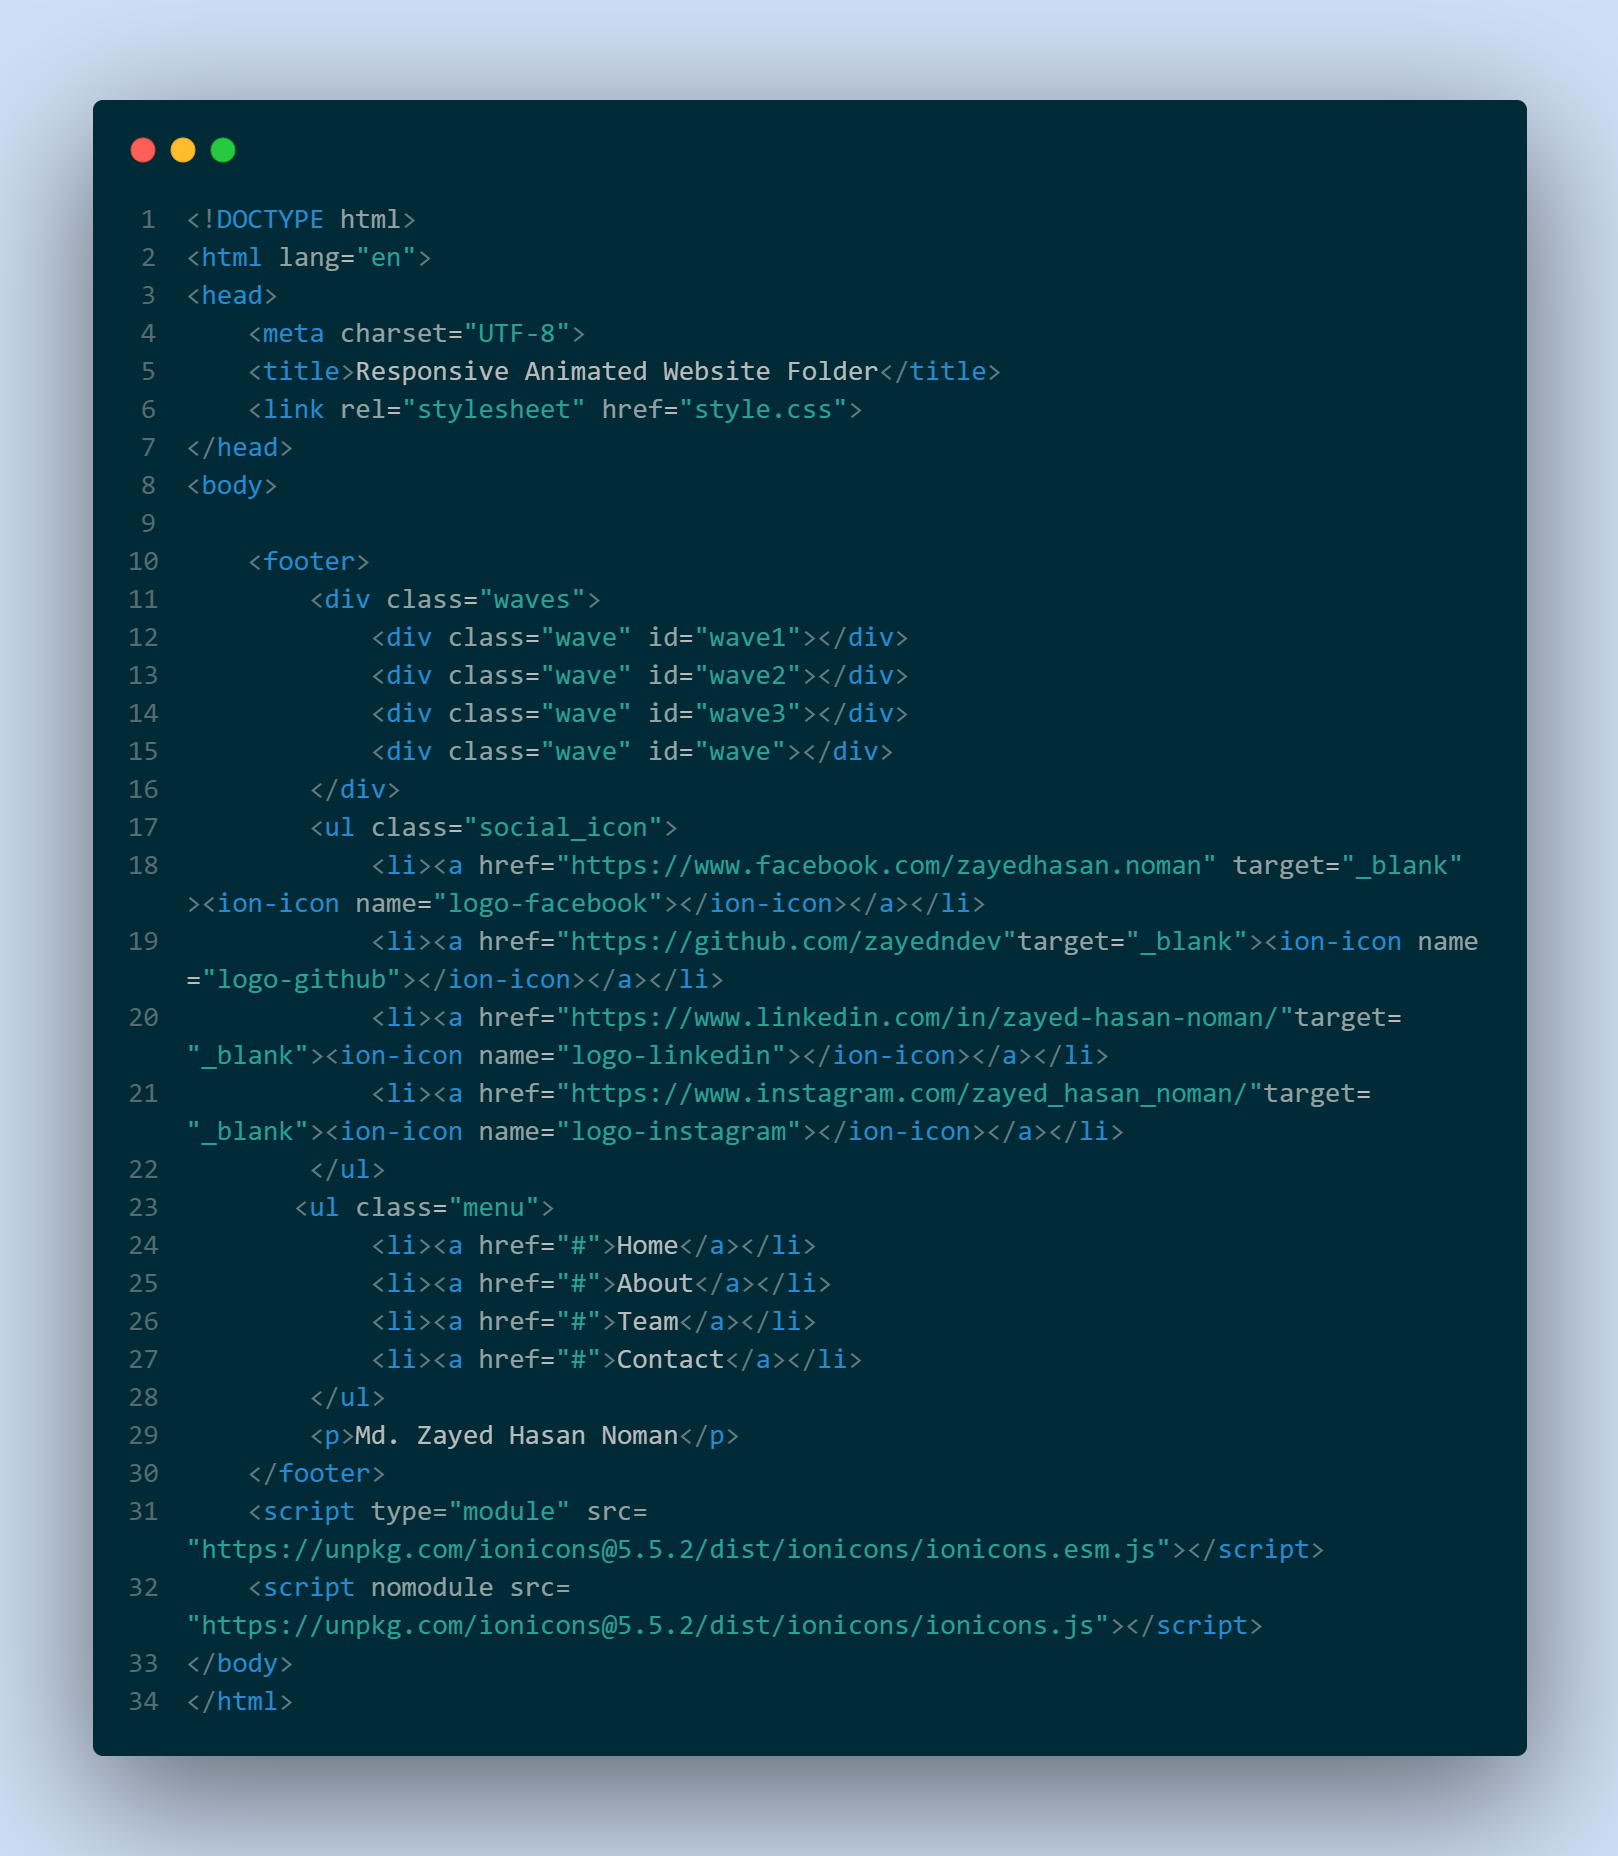 1 <!DOCTYPE html>
2 <html lang="en">
3 <head>
4     <meta charset="UTF-8">
5     <title>Responsive Animated Website Folder</title>
6     <link rel="stylesheet" href="style.css">
7 </head>
8 <body>
9
10     <footer>
11         <div class="waves">
12             <div class="wave" id="wave1"></div>
13             <div class="wave" id="wave2"></div>
14             <div class="wave" id="wave3"></div>
15             <div class="wave" id="wave"></div>
16         </div>
17         <ul class="social_icon">
18             <li><a href="https://www.facebook.com/zayedhasan.noman" target="_blank"
><ion-icon name="logo-facebook"></ion-icon></a></li>
19             <li><a href="https://github.com/zayedndev"target="_blank"><ion-icon name
="logo-github"></ion-icon></a></li>
20             <li><a href="https://www.linkedin.com/in/zayed-hasan-noman/"target=
"_blank"><ion-icon name="logo-linkedin"></ion-icon></a></li>
21             <li><a href="https://www.instagram.com/zayed_hasan_noman/"target=
"_blank"><ion-icon name="logo-instagram"></ion-icon></a></li>
22         </ul>
23        <ul class="menu">
24             <li><a href="#">Home</a></li>
25             <li><a href="#">About</a></li>
26             <li><a href="#">Team</a></li>
27             <li><a href="#">Contact</a></li>
28         </ul>
29         <p>Md. Zayed Hasan Noman</p>
30     </footer>
31     <script type="module" src=
"https://unpkg.com/ionicons@5.5.2/dist/ionicons/ionicons.esm.js"></script>
32     <script nomodule src=
"https://unpkg.com/ionicons@5.5.2/dist/ionicons/ionicons.js"></script>
33 </body>
34 </html>